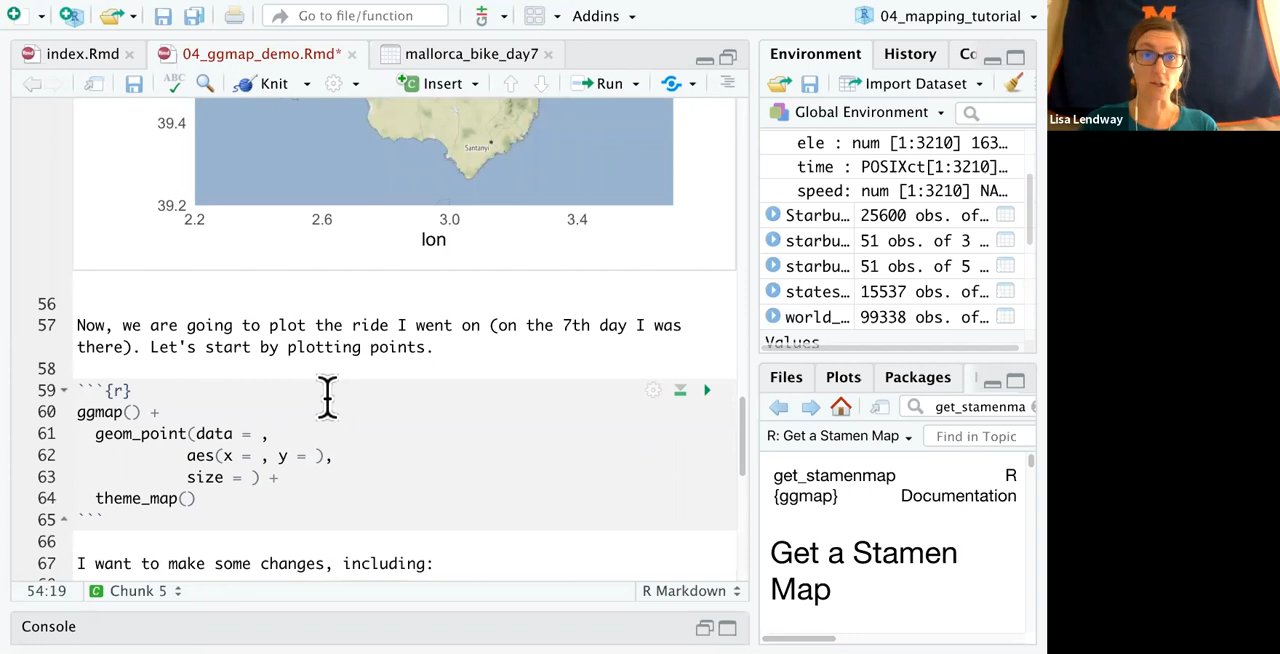 Go to file/function
Addins
04_mapping_tutorial
index.Rmd
04_ggmap_demo.Rmd*
mallorca_bike_day7
ABC
Knit
Insert
Run
39.4
Santanyi
39.2
2.2
2.6
3.0
3.4
lon
56
57 Now, we are going to plot the ride I went on (on the 7th day I was
there). Let's start by plotting points.
58
59 ```{r}
60 ggmap() +
61 geom_point(data = ,
62 aes(x = , y = ),
63 size = ) +
64 theme_map()
65 ```
66
67 I want to make some changes, including:
54:19
C Chunk 5
R Markdown
Console
Environment
History
Co
Import Dataset
Global Environment
ele : num [1:3210] 163…
time : POSIXct[1:3210]…
speed: num [1:3210] NA…
Starbu… 25600 obs. of…
starbu… 51 obs. of 3 …
starbu… 51 obs. of 5 …
states… 15537 obs. of…
world_… 99338 obs. of…
Values
Files
Plots
Packages
get_stamenma
R: Get a Stamen Map
Find in Topic
get_stamenmap R
{ggmap} Documentation
Get a Stamen
Map
M
Lisa Lendway